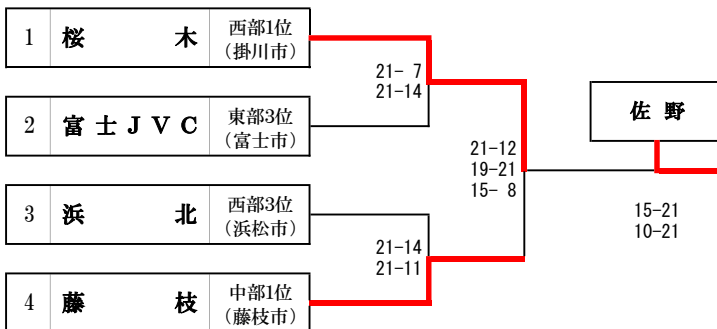 1 桜 木 西部1位
(掛川市)
21- 7
21-14
2 富士JVC 東部3位
(富士市)
21-12
19-21
15- 8
佐 野
3 浜 北 西部3位
(浜松市)
15-21
10-21
21-14
21-11
4 藤 枝 中部1位
(藤枝市)